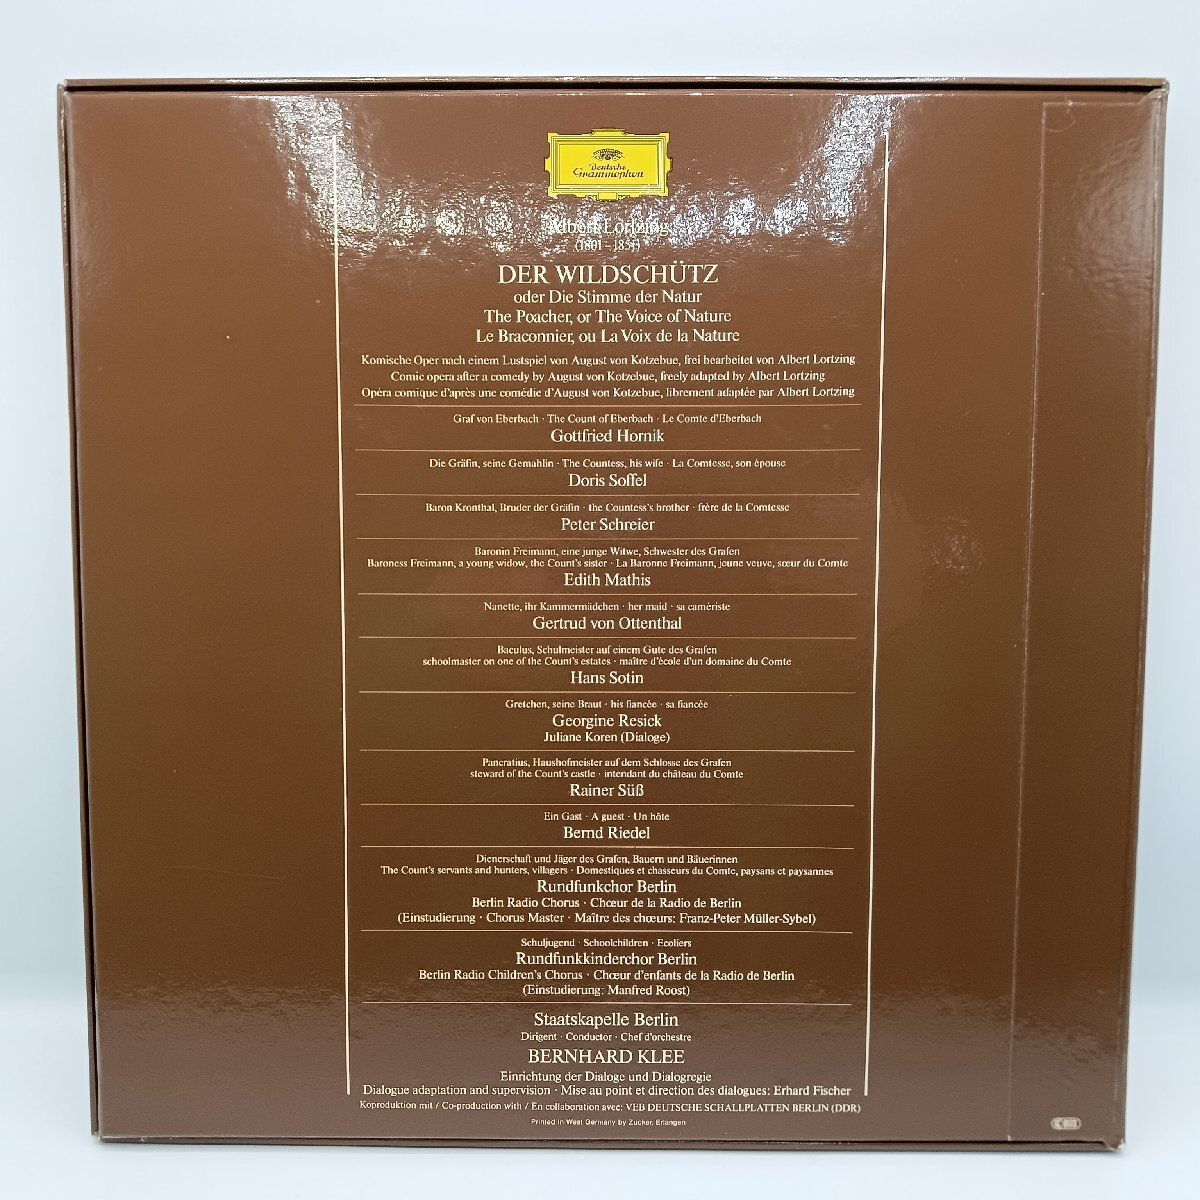 Deutsche
Grammophon
Albert Lortzing
(1801–1851)
DER WILDSCHÜTZ
oder Die Stimme der Natur
The Poacher, or The Voice of Nature
Le Braconnier, ou La Voix de la Nature
Komische Oper nach einem Lustspiel von August von Kotzebue, frei bearbeitet von Albert Lortzing
Comic opera after a comedy by August von Kotzebue, freely adapted by Albert Lortzing
Opéra comique d'après une comédie d'August von Kotzebue, librement adaptée par Albert Lortzing
Graf von Eberbach · The Count of Eberbach · Le Comte d'Eberbach
Gottfried Hornik
Die Gräfin, seine Gemahlin · The Countess, his wife · La Comtesse, son épouse
Doris Soffel
Baron Kronthal, Bruder der Gräfin · the Countess's brother · frère de la Comtesse
Peter Schreier
Baronin Freimann, eine junge Witwe, Schwester des Grafen
Baroness Freimann, a young widow, the Count's sister · La Baronne Freimann, jeune veuve, sœur du Comte
Edith Mathis
Nanette, ihr Kammermädchen · her maid · sa camériste
Gertrud von Ottenthal
Baculus, Schulmeister auf einem Gute des Grafen
schoolmaster on one of the Count's estates · maître d'école d'un domaine du Comte
Hans Sotin
Gretchen, seine Braut · his fiancée · sa fiancée
Georgine Resick
Juliane Koren (Dialoge)
Pancratius, Haushofmeister auf dem Schlosse des Grafen
steward of the Count's castle · intendant du château du Comte
Rainer Süß
Ein Gast · A guest · Un hôte
Bernd Riedel
Dienerschaft und Jäger des Grafen, Bauern und Bäuerinnen
The Count's servants and hunters, villagers · Domestiques et chasseurs du Comte, paysans et paysannes
Rundfunkchor Berlin
Berlin Radio Chorus · Chœur de la Radio de Berlin
(Einstudierung · Chorus Master · Maître des chœurs: Franz-Peter Müller-Sybel)
Schuljugend · Schoolchildren · Ecoliers
Rundfunkkinderchor Berlin
Berlin Radio Children's Chorus · Chœur d'enfants de la Radio de Berlin
(Einstudierung: Manfred Roost)
Staatskapelle Berlin
Dirigent · Conductor · Chef d'orchestre
BERNHARD KLEE
Einrichtung der Dialoge und Dialogregie
Dialogue adaptation and supervision · Mise au point et direction des dialogues: Erhard Fischer
Koproduktion mit / Co-production with / En collaboration avec: VEB DEUTSCHE SCHALLPLATTEN BERLIN (DDR)
Printed in West Germany by Zucker, Erlangen